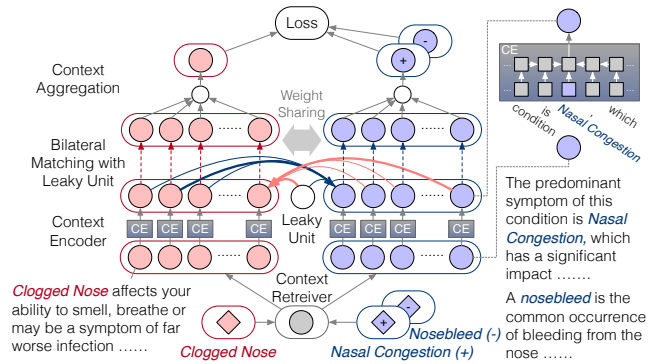 Loss
-
+
CE
Context
Aggregation
Weight
Sharing
... ...
condition
is
Nasal Congestion
,
which
Bilateral
Matching with
Leaky Unit
Leaky
Unit
Context
Encoder
CE CE CE CE CE CE CE CE
The predominant
symptom of this
condition is Nasal
Congestion, which
has a significant
impact .......
Context
Retreiver
Clogged Nose affects your
ability to smell, breathe or
may be a symptom of far
worse infection ......
A nosebleed is the
common occurrence
of bleeding from the
nose ......
-
+
Nosebleed (-)
Clogged Nose
Nasal Congestion (+)